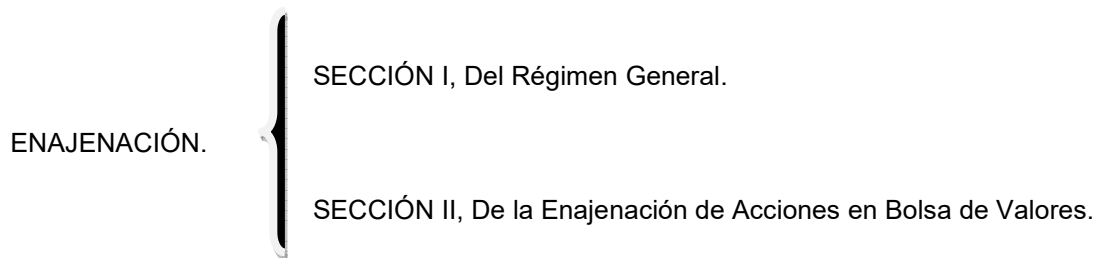 SECCIÓN I, Del Régimen General.
ENAJENACIÓN.
SECCIÓN II, De la Enajenación de Acciones en Bolsa de Valores.